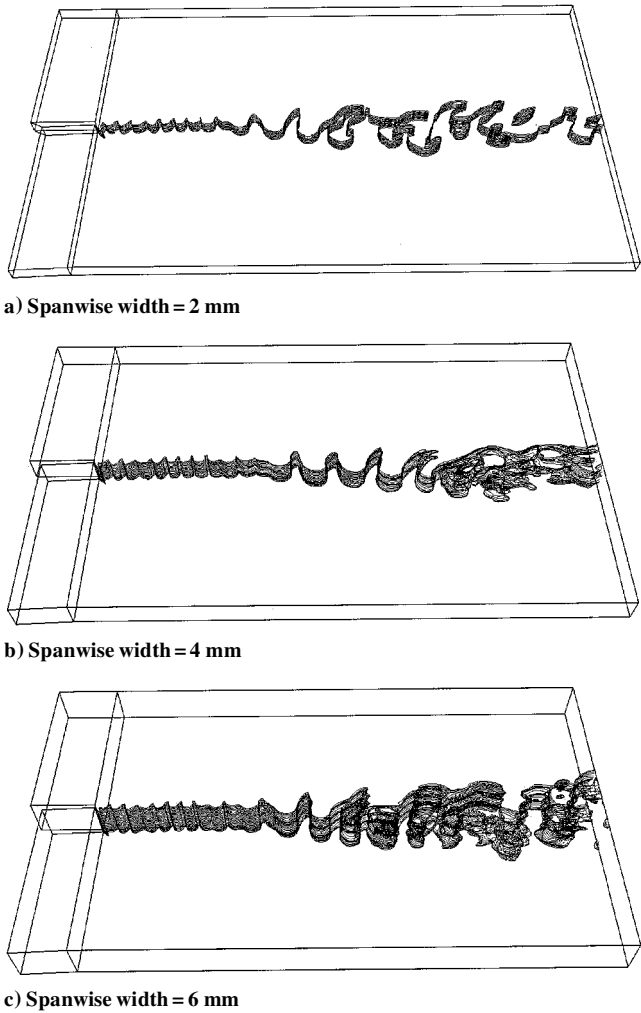 a) Spanwise width = 2 mm
b) Spanwise width = 4 mm
c) Spanwise width = 6 mm